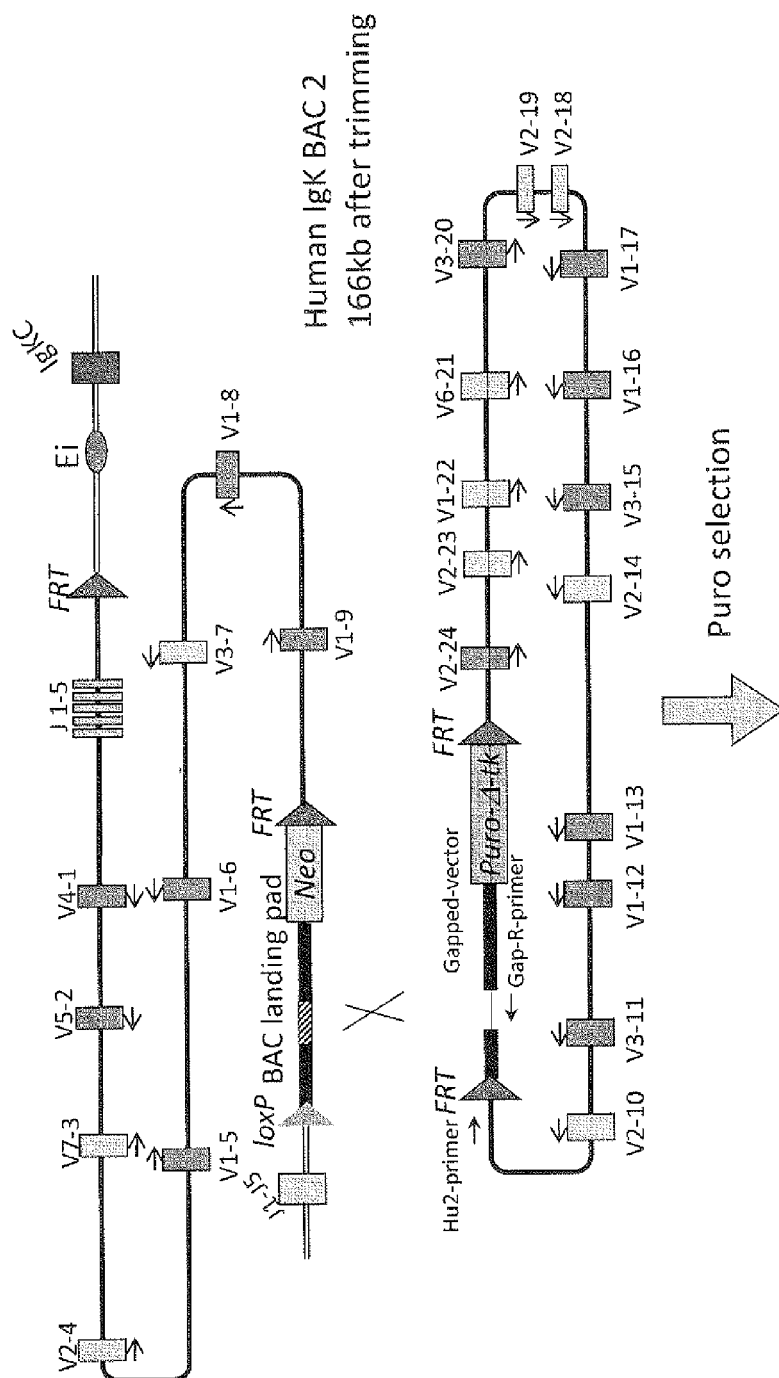 IgKC
Ei
FRT
J 1-5
V4-1
V5-2
V7-3
V2-4
V1-5
V1-6
V3-7
V1-8
V1-9
FRT
Neo
BAC landing pad
loxP
J1-J5
Human IgK BAC 2
166kb after trimming
Hu2-primer
FRT
Gapped-vector
Gap-R-primer
Puro-Δ-tk
FRT
V2-24
V2-23
V1-22
V6-21
V3-20
V2-19
V2-18
V1-17
V1-16
V3-15
V2-14
V1-13
V1-12
V3-11
V2-10
Puro selection